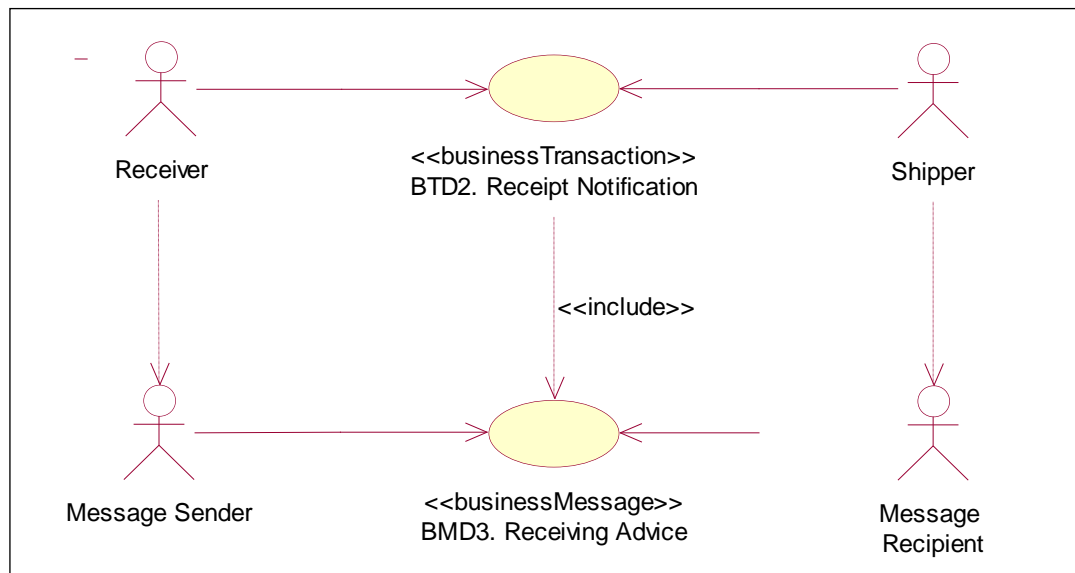 Receiver
<<businessTransaction>>
BTD2. Receipt Notification
Shipper
<<include>>
Message Sender
<<businessMessage>>
BMD3. Receiving Advice
Message
Recipient